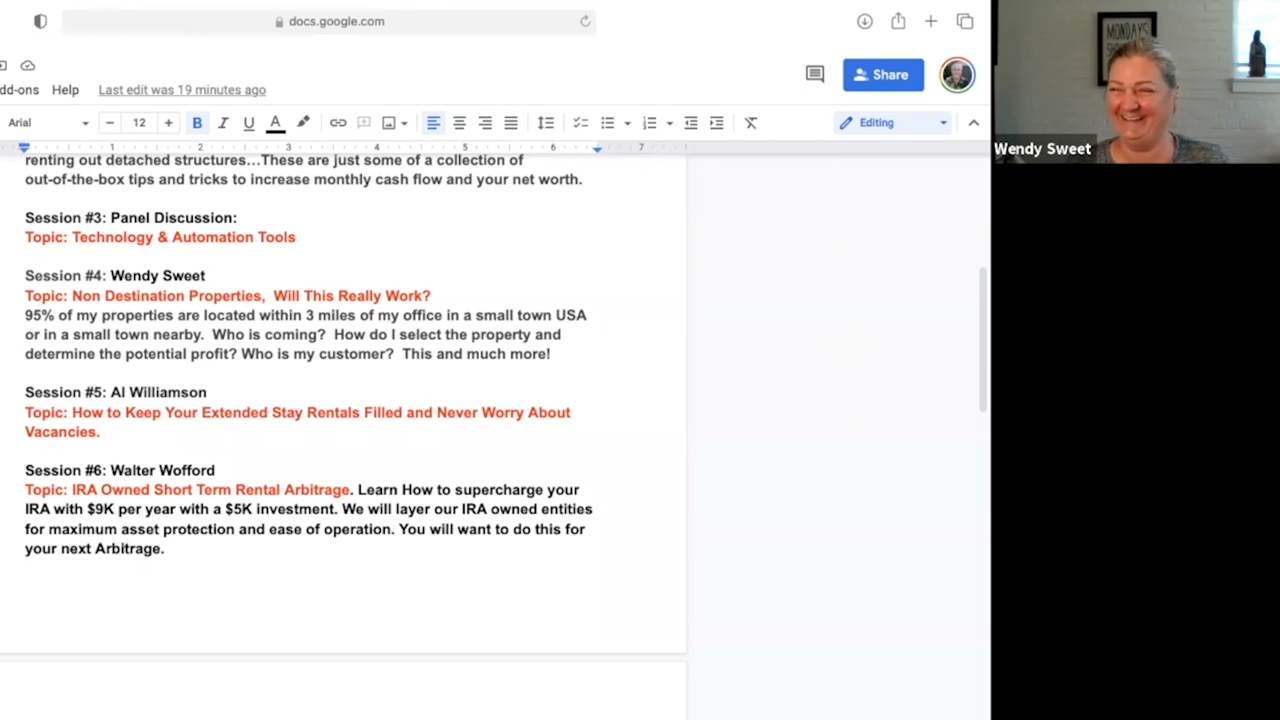 docs.google.com
dd-ons Help Last edit was 19 minutes ago
Share
Arial 12 B I U A Editing
1 2 3 4 5 6 7
renting out detached structures…These are just some of a collection of
out-of-the-box tips and tricks to increase monthly cash flow and your net worth.
Session #3: Panel Discussion:
Topic: Technology & Automation Tools
Session #4: Wendy Sweet
Topic: Non Destination Properties,  Will This Really Work?
95% of my properties are located within 3 miles of my office in a small town USA
or in a small town nearby.  Who is coming?  How do I select the property and
determine the potential profit? Who is my customer?  This and much more!
Session #5: Al Williamson
Topic: How to Keep Your Extended Stay Rentals Filled and Never Worry About
Vacancies.
Session #6: Walter Wofford
Topic: IRA Owned Short Term Rental Arbitrage. Learn How to supercharge your
IRA with $9K per year with a $5K investment. We will layer our IRA owned entities
for maximum asset protection and ease of operation. You will want to do this for
your next Arbitrage.
MONDAYS
Wendy Sweet